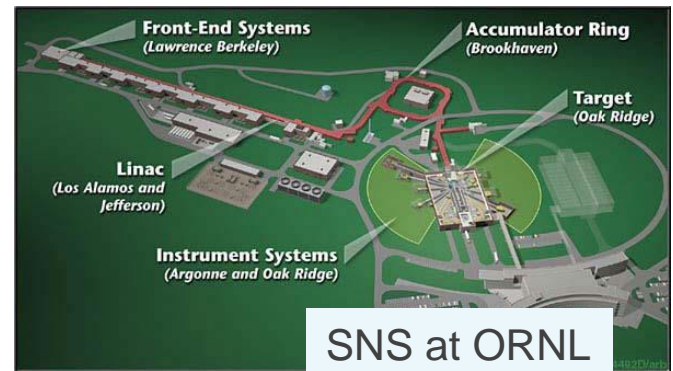 Front-End Systems
(Lawrence Berkeley)
Accumulator Ring
(Brookhaven)
Target
(Oak Ridge)
Linac
(Los Alamos and
Jefferson)
Instrument Systems
(Argonne and Oak Ridge)
SNS at ORNL